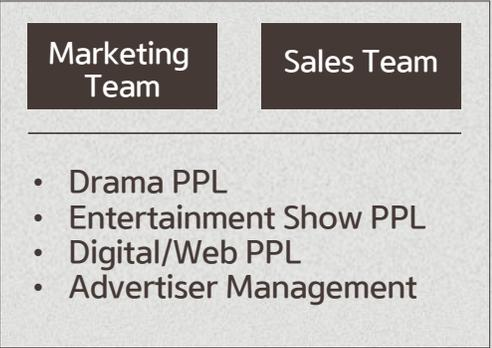 Marketing
Team
Sales Team
• Drama PPL
• Entertainment Show PPL
• Digital/Web PPL
• Advertiser Management